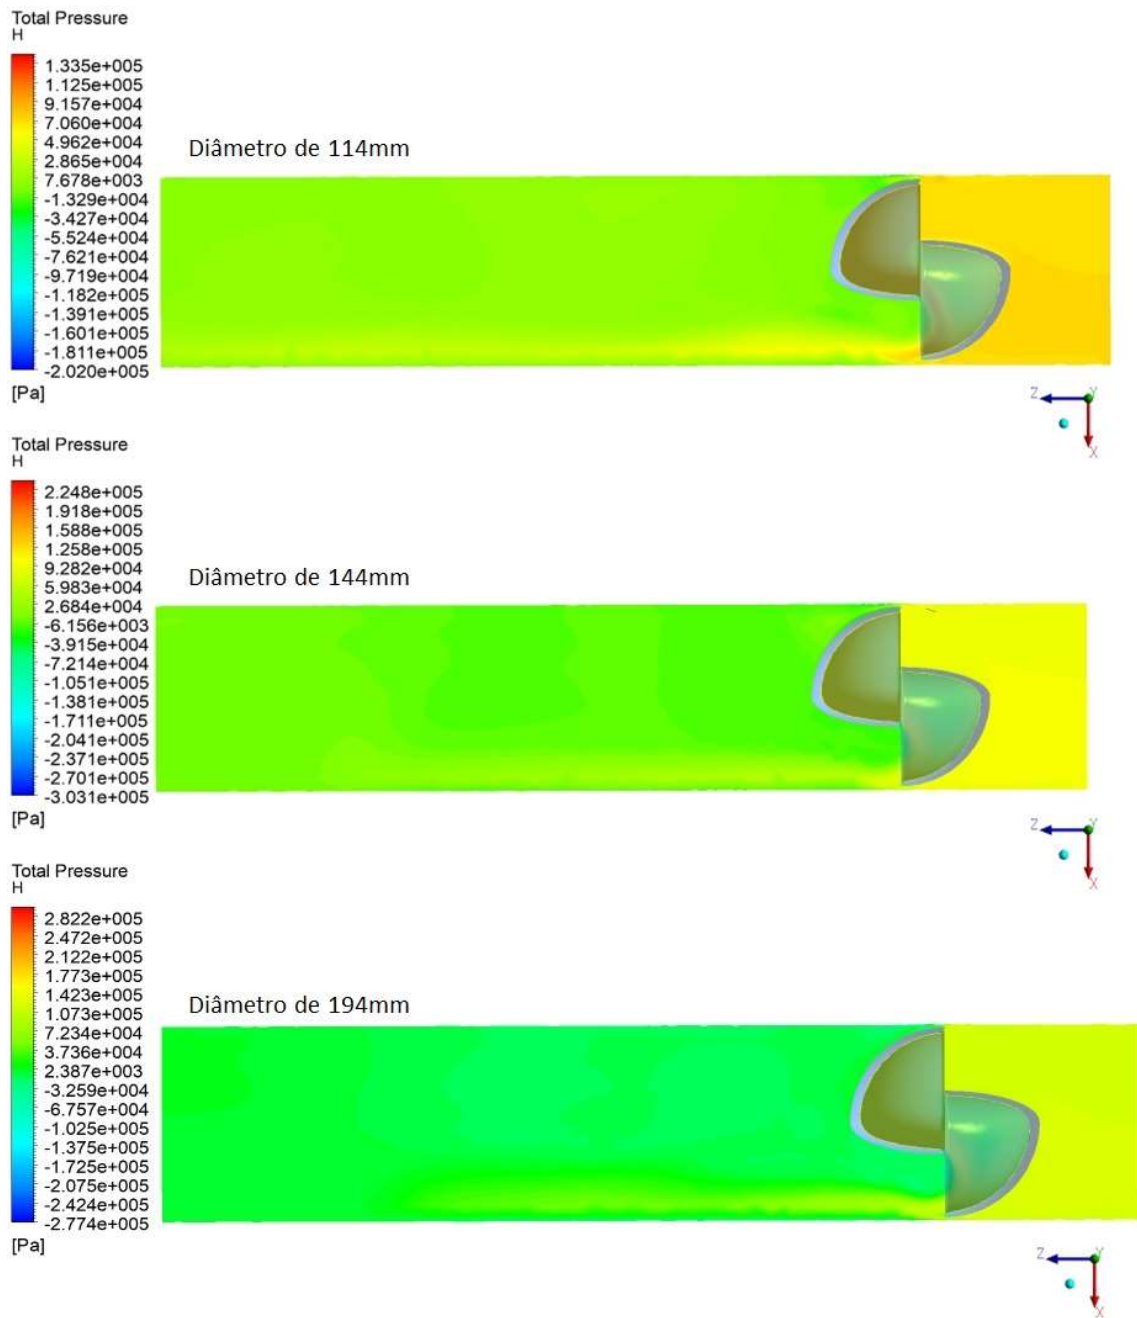 Total Pressure
H
1.335e+005
1.125e+005
9.157e+004
7.060e+004
4.962e+004
2.865e+004
7.678e+003
-1.329e+004
-3.427e+004
-5.524e+004
-7.621e+004
-9.719e+004
-1.182e+005
-1.391e+005
-1.601e+005
-1.811e+005
-2.020e+005
[Pa]
Diâmetro de 114mm
Z Y
X
Total Pressure
H
2.248e+005
1.918e+005
1.588e+005
1.258e+005
9.282e+004
5.983e+004
2.684e+004
-6.156e+003
-3.915e+004
-7.214e+004
-1.051e+005
-1.381e+005
-1.711e+005
-2.041e+005
-2.371e+005
-2.701e+005
-3.031e+005
[Pa]
Diâmetro de 144mm
Z Y
X
Total Pressure
H
2.822e+005
2.472e+005
2.122e+005
1.773e+005
1.423e+005
1.073e+005
7.234e+004
3.736e+004
2.387e+003
-3.259e+004
-6.757e+004
-1.025e+005
-1.375e+005
-1.725e+005
-2.075e+005
-2.424e+005
-2.774e+005
[Pa]
Diâmetro de 194mm
Z Y
X